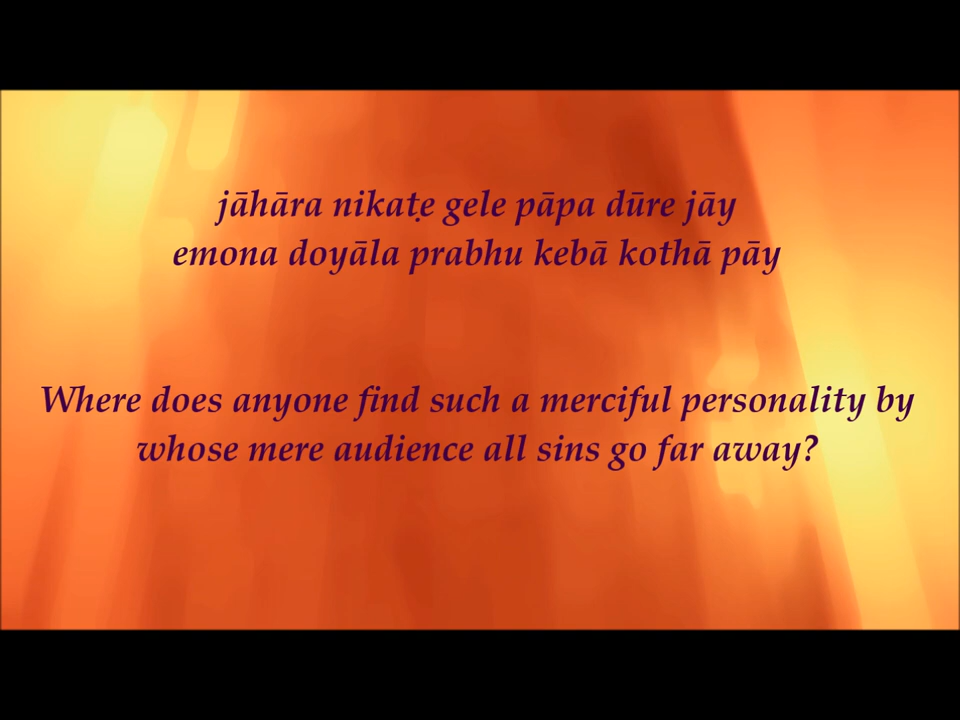 jāhāra nikaṭe gele pāpa dūre jāy
emona doyāla prabhu kebā kothā pāy
Where does anyone find such a merciful personality by
whose mere audience all sins go far away?